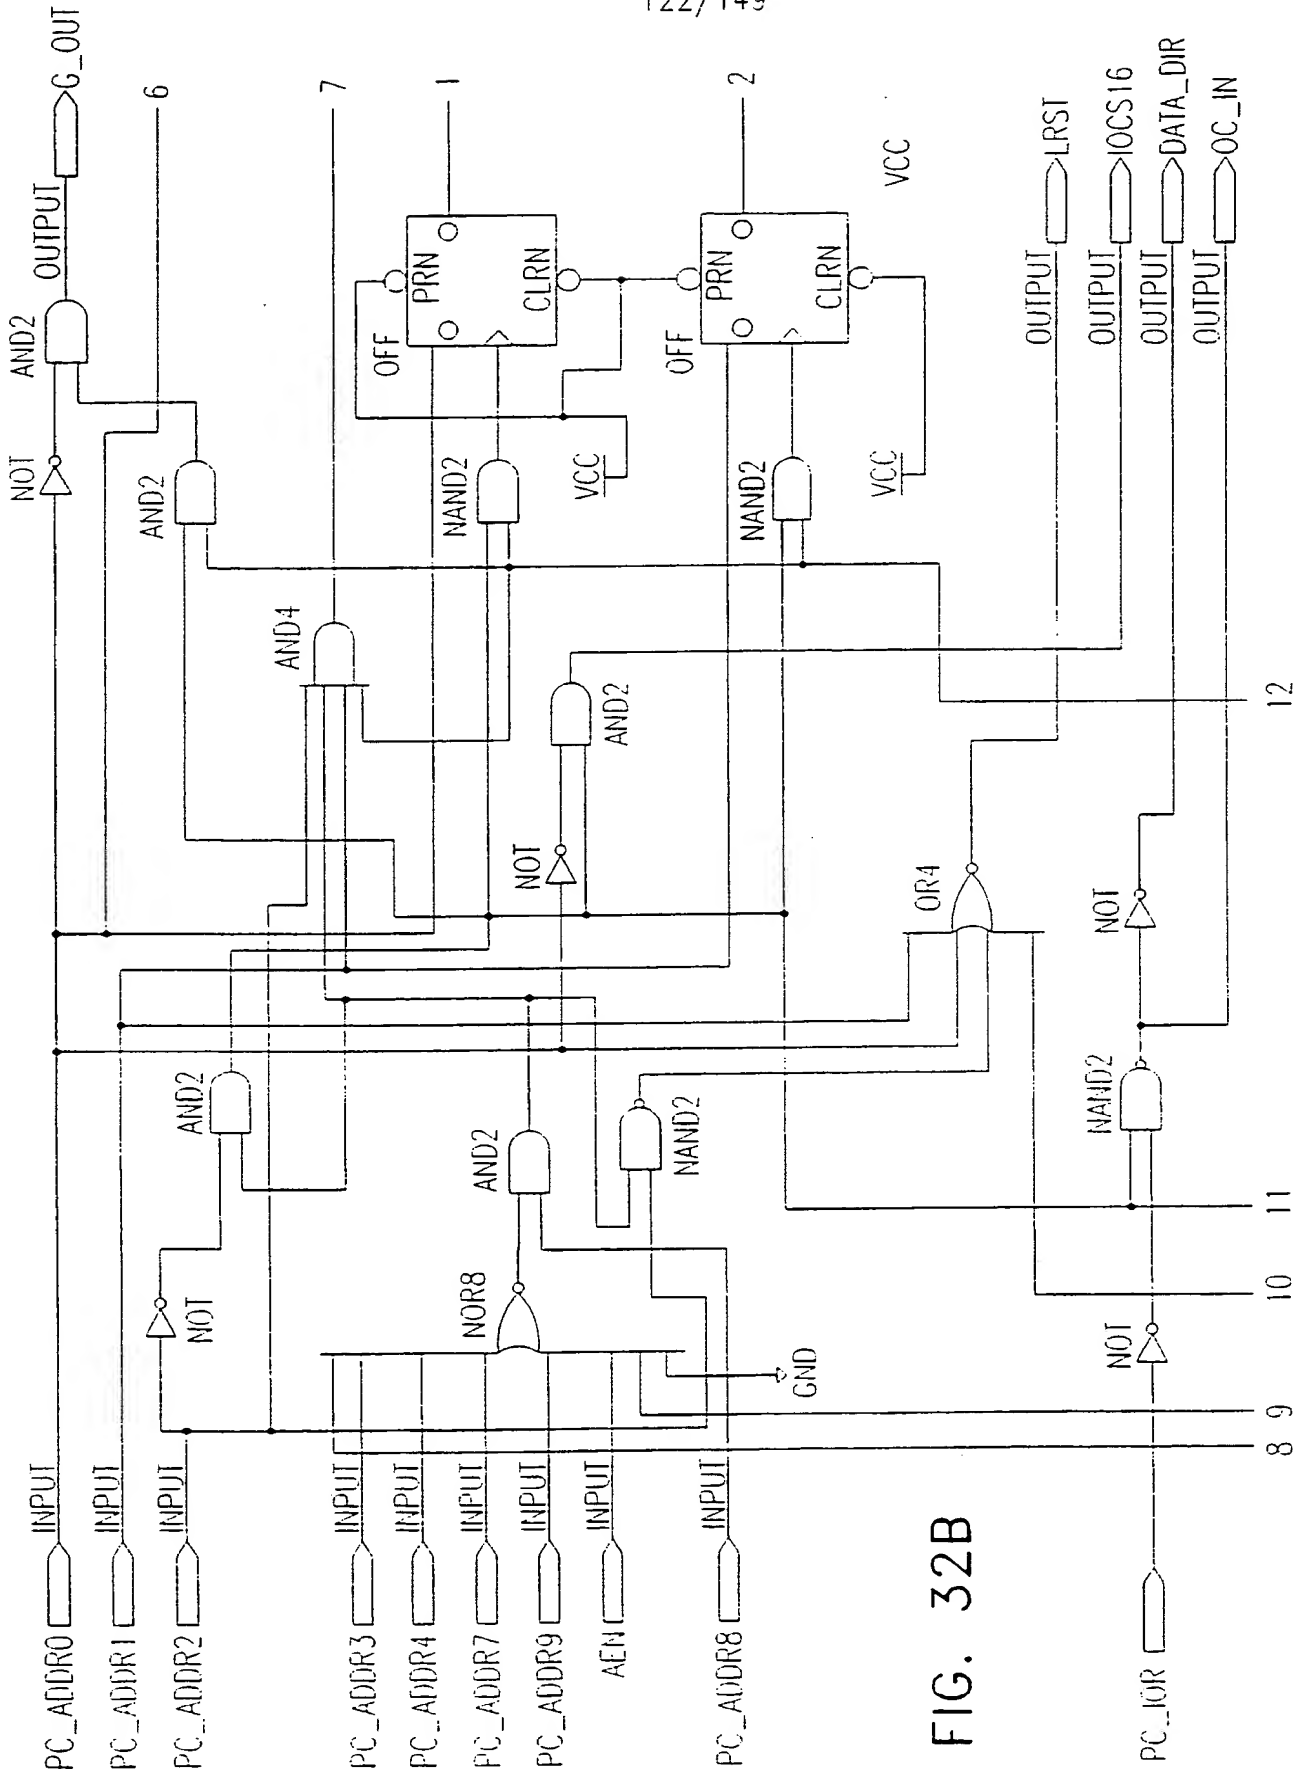 122/149
PC_ADDR0 INPUT
PC_ADDR1 INPUT
PC_ADDR2 INPUT
PC_ADDR3 INPUT
PC_ADDR4 INPUT
PC_ADDR7 INPUT
PC_ADDR9 INPUT
AEN INPUT
PC_ADDR8 INPUT
PC_IOR
NOT
AND2
NOR8
AND2
NAND2
GND
NOT
NAND2
NOT
OR4
NOT
AND2
AND4
AND2
NOT
AND2
NAND2
NAND2
VCC
VCC
OFF
PRN
CLRN
OFF
PRN
CLRN
VCC
OUTPUT G_OUT
6
7
1
2
OUTPUT LRST
OUTPUT IOCS16
OUTPUT DATA_DIR
OUTPUT OC_IN
8
9
10
11
12
FIG. 32B